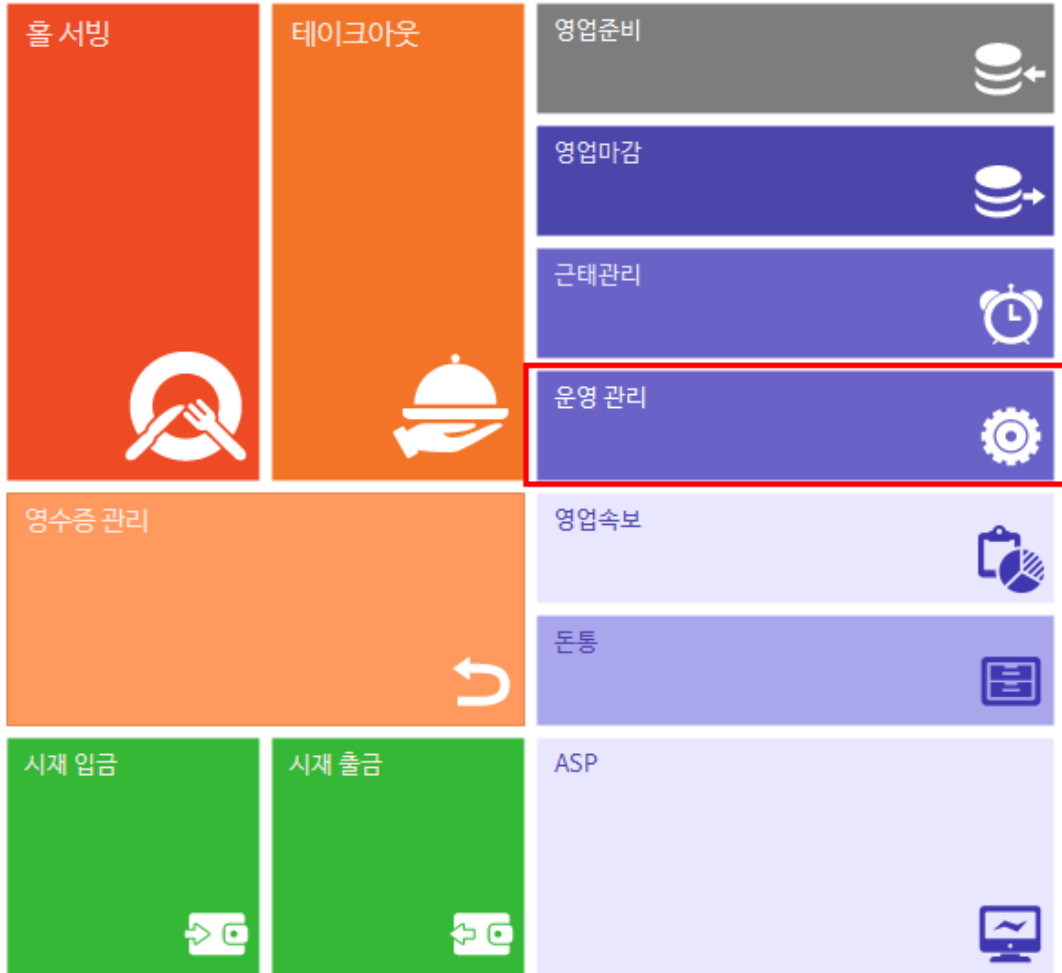 홀 서빙
테이크아웃
영업준비
영업마감
근태관리
운영 관리
영수증 관리
영업속보
돈통
시재 입금
시재 출금
ASP